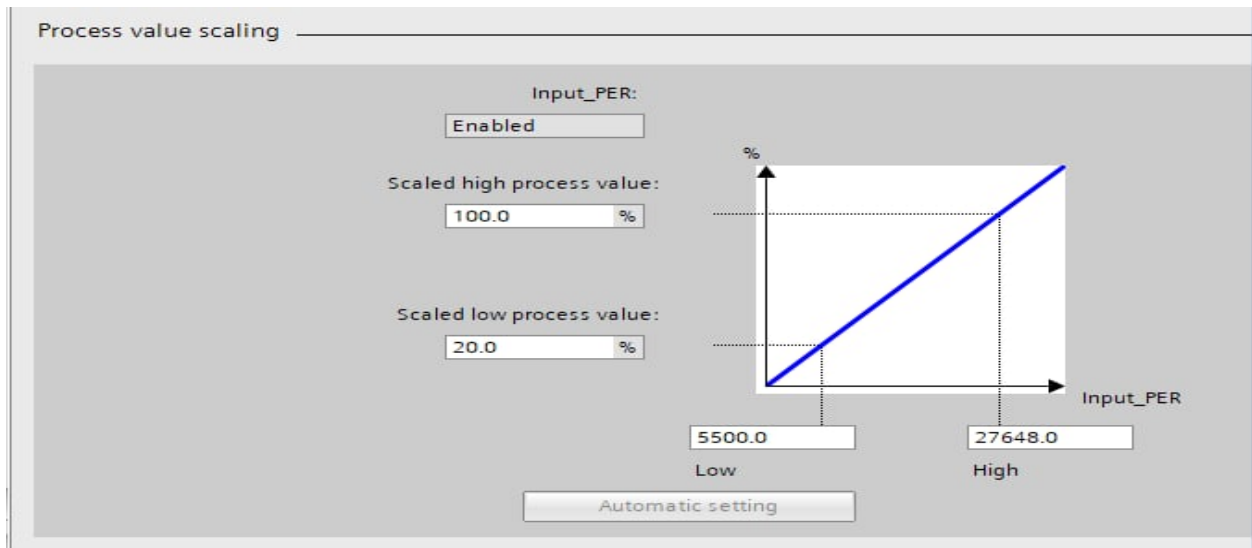 Process value scaling
Input_PER:
Enabled
%
Scaled high process value:
100.0 %
Scaled low process value:
20.0 %
Input_PER
5500.0 27648.0
Low High
Automatic setting